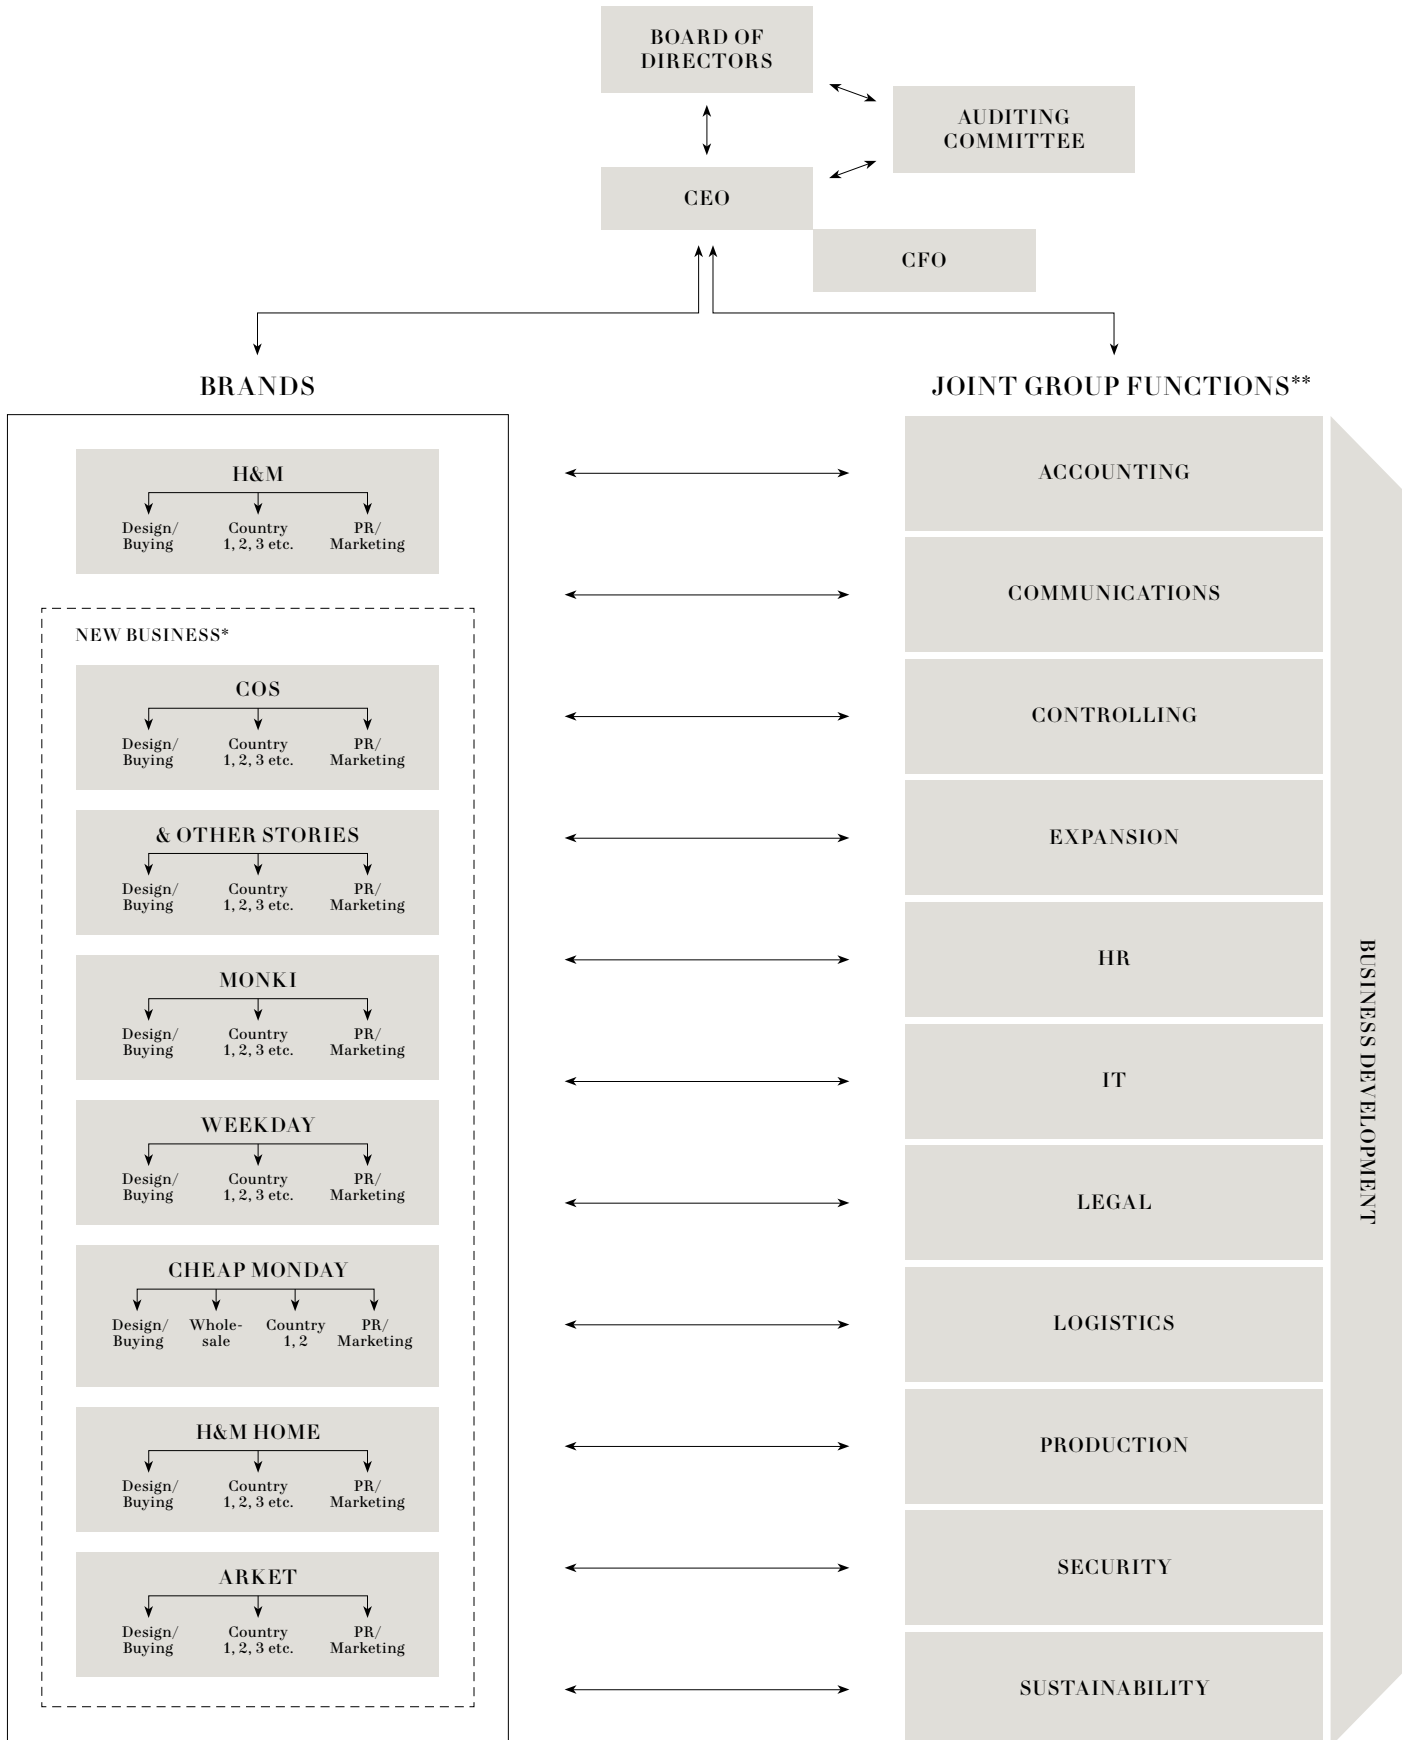 BOARD OF
DIRECTORS
AUDITING
COMMITTEE
CEO
CFO
BRANDS
H&M
Design/
Buying
Country
1, 2, 3 etc.
PR/
Marketing
NEW BUSINESS*
COS
Design/
Buying
Country
1, 2, 3 etc.
PR/
Marketing
& OTHER STORIES
Design/
Buying
Country
1, 2, 3 etc.
PR/
Marketing
MONKI
Design/
Buying
Country
1, 2, 3 etc.
PR/
Marketing
WEEKDAY
Design/
Buying
Country
1, 2, 3 etc.
PR/
Marketing
CHEAP MONDAY
Design/
Buying
Whole-
sale
Country
1, 2
PR/
Marketing
H&M HOME
Design/
Buying
Country
1, 2, 3 etc.
PR/
Marketing
ARKET
Design/
Buying
Country
1, 2, 3 etc.
PR/
Marketing
JOINT GROUP FUNCTIONS**
ACCOUNTING
COMMUNICATIONS
CONTROLLING
EXPANSION
HR
IT
LEGAL
LOGISTICS
PRODUCTION
SECURITY
SUSTAINABILITY
BUSINESS DEVELOPMENT